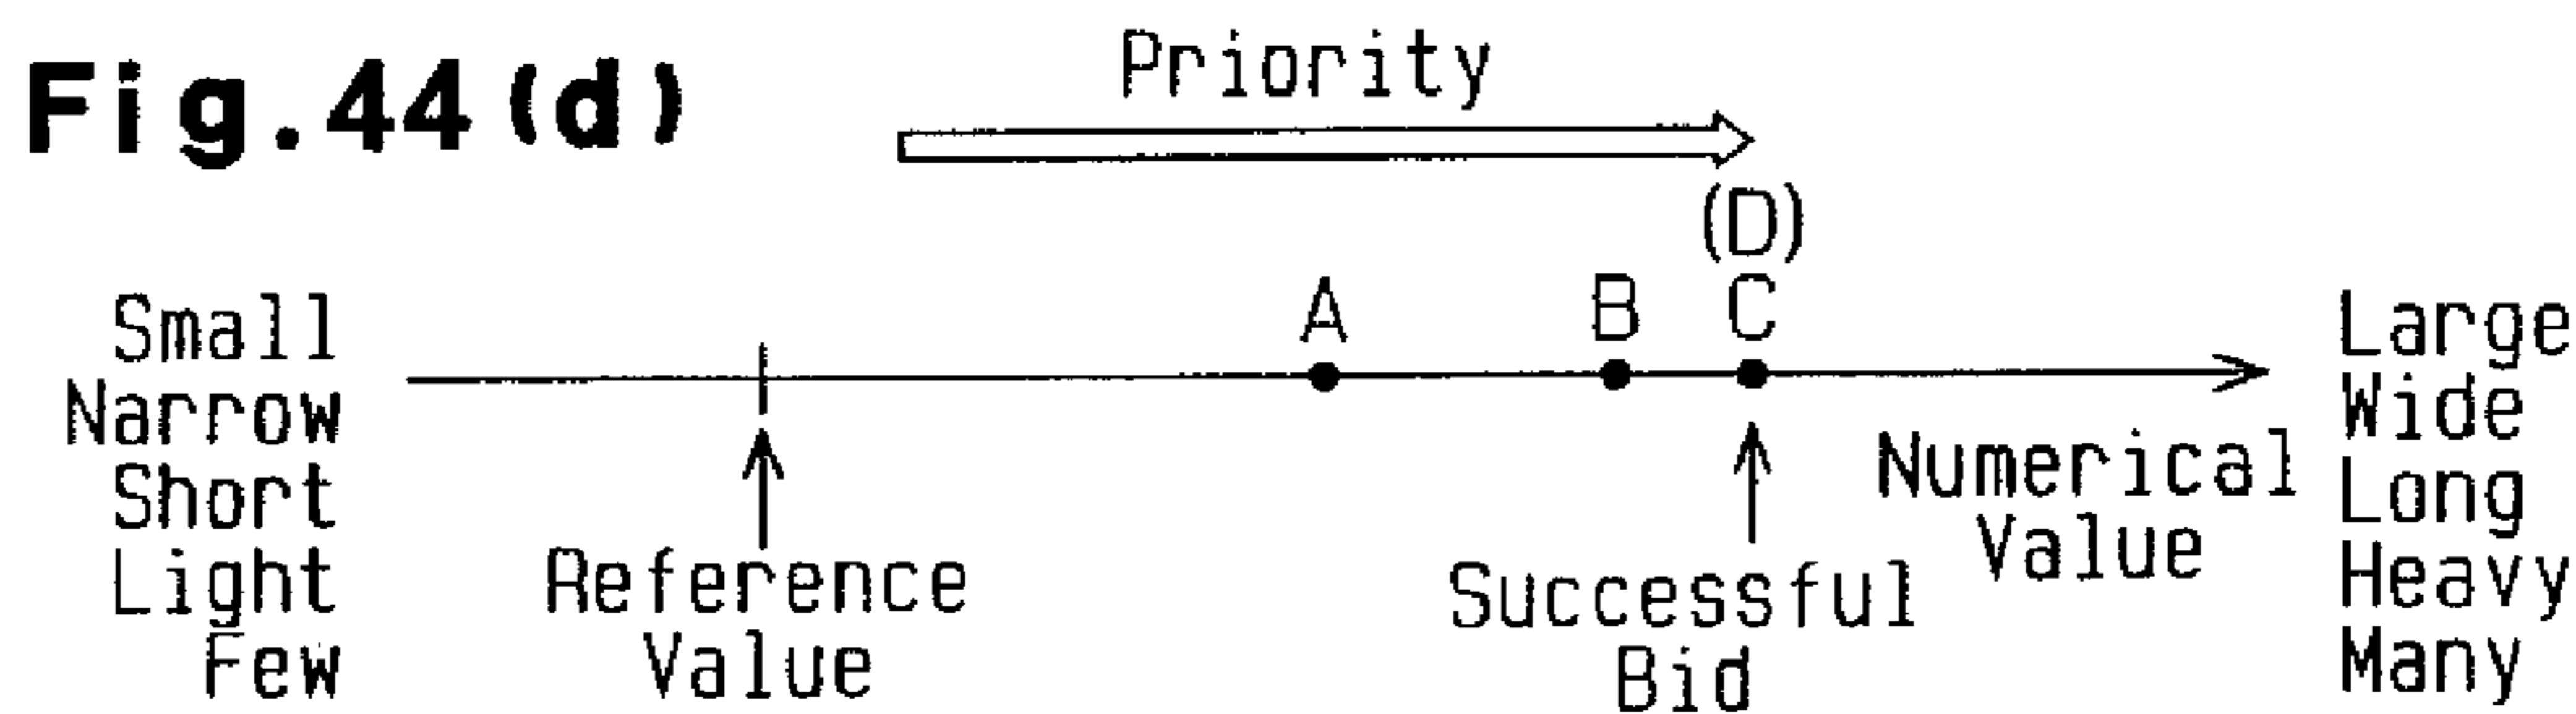 Fig.44(d)
Priority
(D)
A B C
Small
Narrow
Short
Light
Few
Reference
Value
Successful
Bid
Numerical
Value
Large
Wide
Long
Heavy
Many